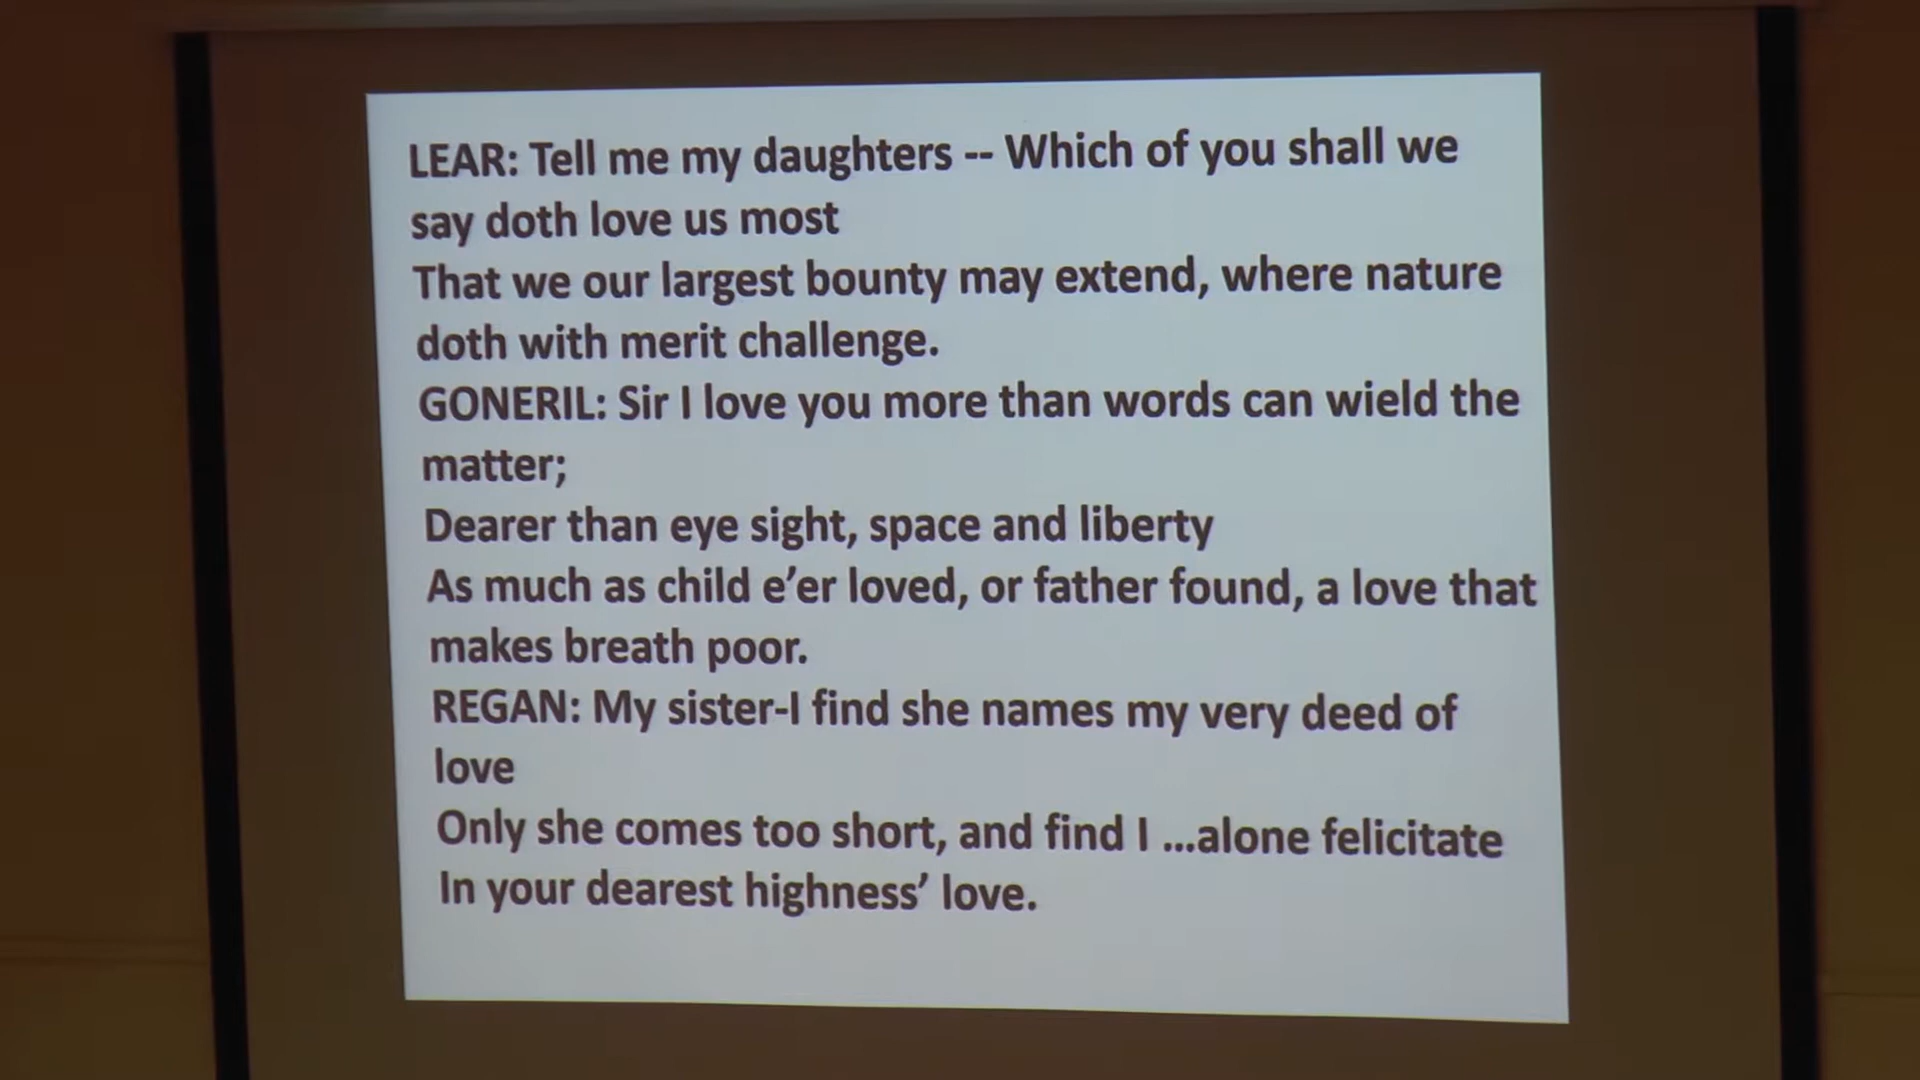 LEAR: Tell me my daughters -- Which of you shall we
say doth love us most
That we our largest bounty may extend, where nature
doth with merit challenge.
GONERIL: Sir I love you more than words can wield the
matter;
Dearer than eye sight, space and liberty
As much as child e’er loved, or father found, a love that
makes breath poor.
REGAN: My sister-I find she names my very deed of
love
Only she comes too short, and find I ...alone felicitate
In your dearest highness’ love.